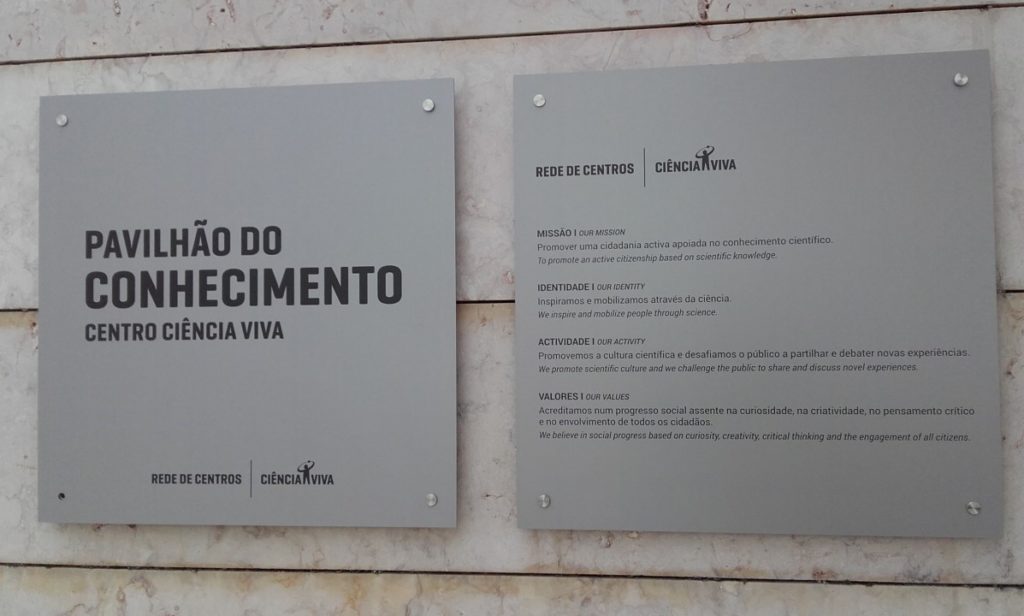 PAVILHÃO DO
CONHECIMENTO
CENTRO CIÊNCIA VIVA
REDE DE CENTROS | CIÊNCIA VIVA
REDE DE CENTROS | CIÊNCIA VIVA
MISSÃO I OUR MISSION
Promover uma cidadania activa apoiada no conhecimento científico.
To promote an active citizenship based on scientific knowledge.
IDENTIDADE I OUR IDENTITY
Inspiramos e mobilizamos através da ciência.
We inspire and mobilize people through science.
ACTIVIDADE I OUR ACTIVITY
Promovemos a cultura científica e desafiamos o público a partilhar e debater novas experiências.
We promote scientific culture and we challenge the public to share and discuss novel experiences.
VALORES I OUR VALUES
Acreditamos num progresso social assente na curiosidade, na criatividade, no pensamento crítico
e no envolvimento de todos os cidadãos.
We believe in social progress based on curiosity, creativity, critical thinking and the engagement of all citizens.